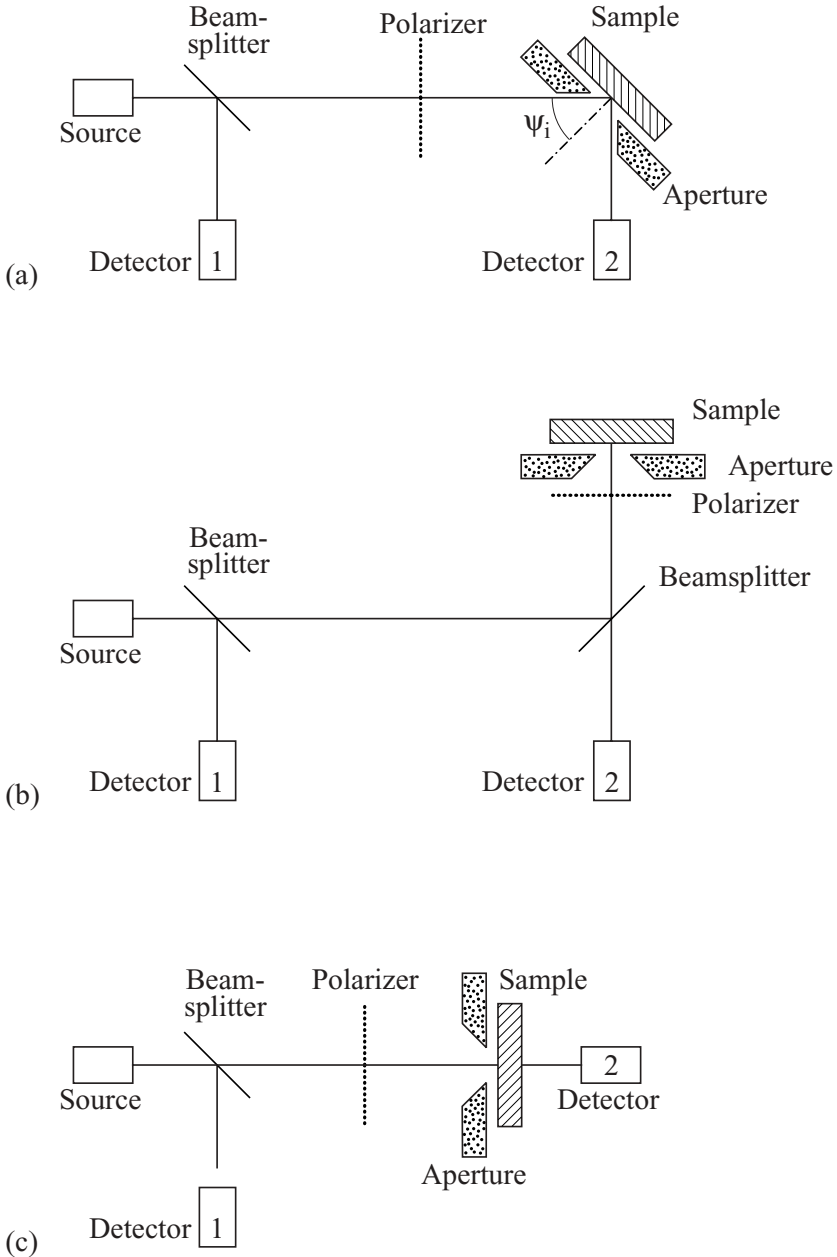 Beam-
splitter
Polarizer
Sample
Source
ψi
Aperture
Detector 1
Detector 2
(a)
Sample
Aperture
Polarizer
Beam-
splitter
Beamsplitter
Source
Detector 1
Detector 2
(b)
Beam-
splitter
Polarizer
Sample
2
Source
Detector
Aperture
Detector 1
(c)